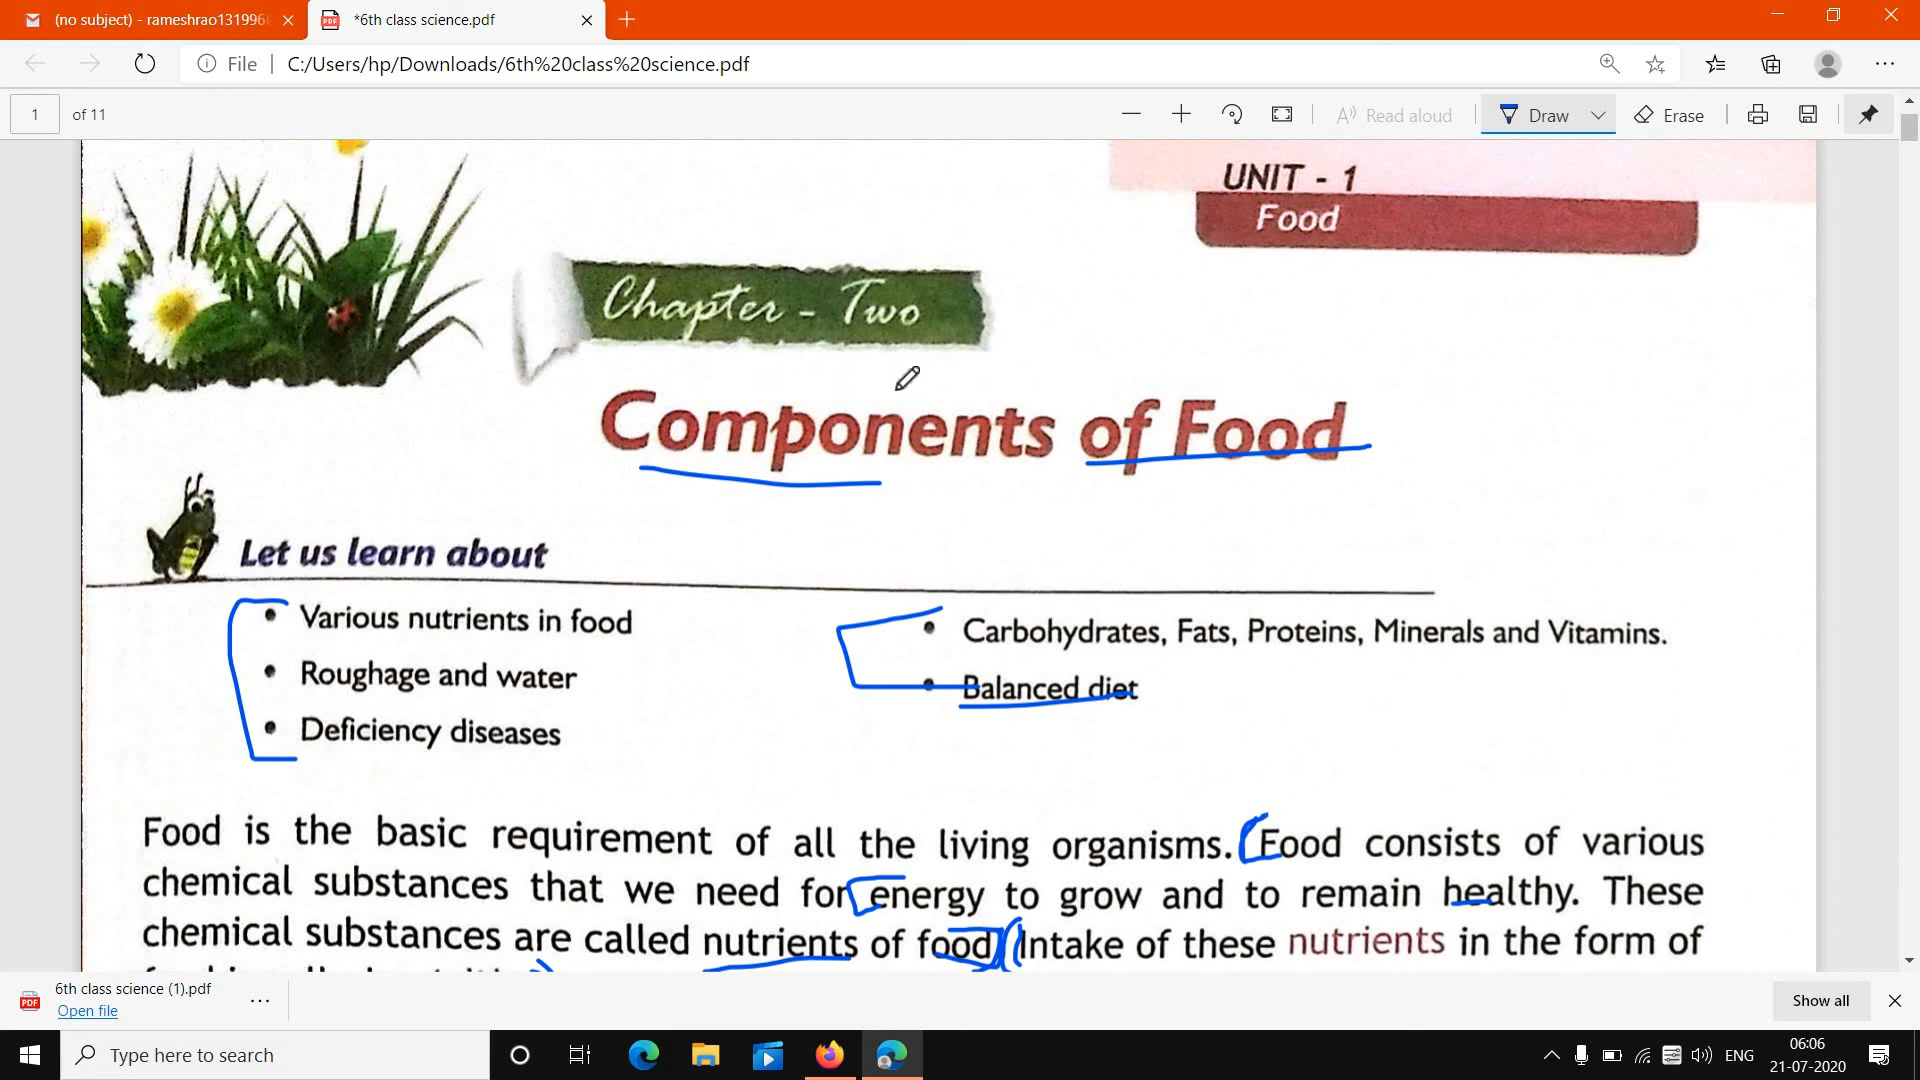 (no subject) - rameshrao131996
*6th class science.pdf
File
C:/Users/hp/Downloads/6th%20class%20science.pdf
1 of 11
Read aloud
Draw
Erase
UNIT - 1
Food
Chapter - Two
Components of Food
Let us learn about
• Various nutrients in food
• Roughage and water
• Deficiency diseases
• Carbohydrates, Fats, Proteins, Minerals and Vitamins.
• Balanced diet
Food is the basic requirement of all the living organisms. Food consists of various
chemical substances that we need for energy to grow and to remain healthy. These
chemical substances are called nutrients of food. Intake of these nutrients in the form of
6th class science (1).pdf
Open file
Show all
Type here to search
ENG
06:06
21-07-2020